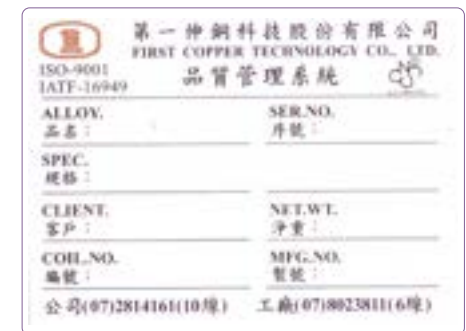 第一伸銅科技股份有限公司
FIRST COPPER TECHNOLOGY CO., LTD.
ISO-9001
IATF-16949
品質管理系統
ALLOY.
品名：
SER.NO.
序號：
SPEC.
規格：
CLIENT.
客戶：
NET.WT.
淨重：
COIL.NO.
編號：
MFG.NO.
製號：
公司(07)2814161(10線) 工廠(07)8023811(6線)